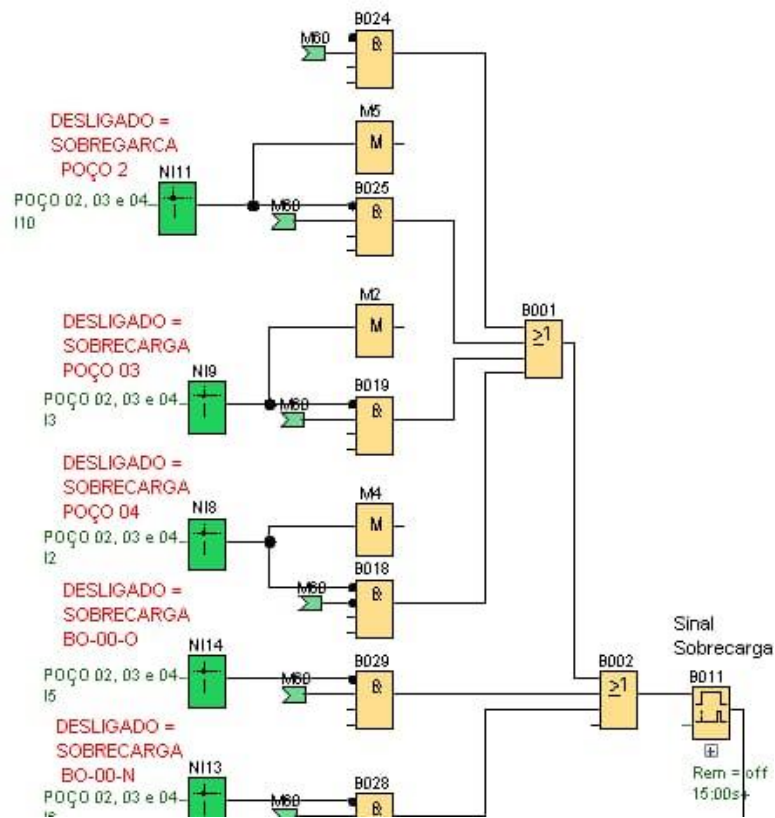 B024
M60
&
DESLIGADO =
SOBREGARCA
POÇO 2
M5
M
NI11
POÇO 02, 03 e 04
I10
B025
M60
&
M2
M
B001
≥1
DESLIGADO =
SOBRECARGA
POÇO 03
NI9
POÇO 02, 03 e 04
I3
B019
M60
&
DESLIGADO =
SOBRECARGA
POÇO 04
M4
M
NI8
POÇO 02, 03 e 04
I2
B018
M60
&
DESLIGADO =
SOBRECARGA
BO-00-O
NI14
POÇO 02, 03 e 04
I5
B029
M60
&
Sinal
Sobrecarga
B002
≥1
B011
Rem = off
15:00s+
DESLIGADO =
SOBRECARGA
BO-00-N
NI13
POÇO 02, 03 e 04
I6
B028
M60
&